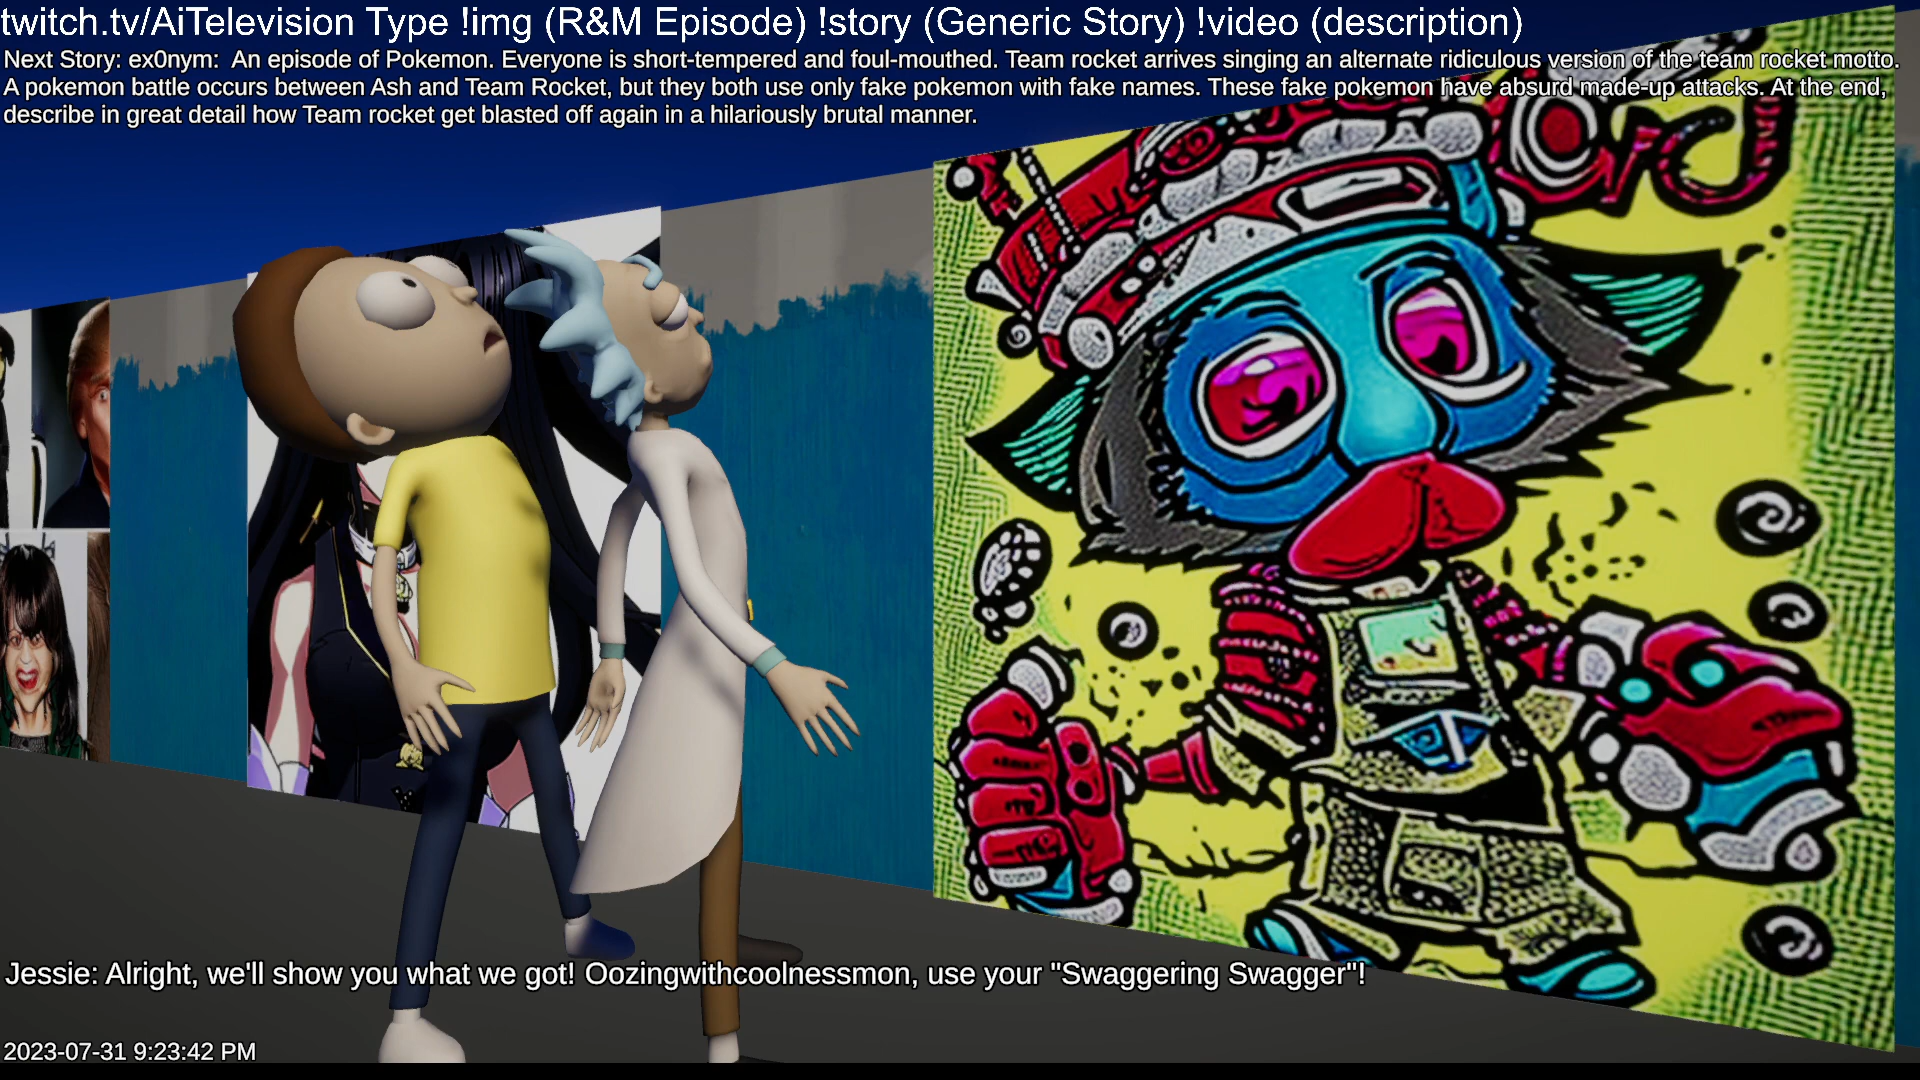 twitch.tv/AiTelevision Type !img (R&M Episode) !story (Generic Story) !video (description)
Next Story: ex0nym:  An episode of Pokemon. Everyone is short-tempered and foul-mouthed. Team rocket arrives singing an alternate ridiculous version of the team rocket motto.
A pokemon battle occurs between Ash and Team Rocket, but they both use only fake pokemon with fake names. These fake pokemon have absurd made-up attacks. At the end,
describe in great detail how Team rocket get blasted off again in a hilariously brutal manner.
Jessie: Alright, we'll show you what we got! Oozingwithcoolnessmon, use your "Swaggering Swagger"!
2023-07-31 9:23:42 PM